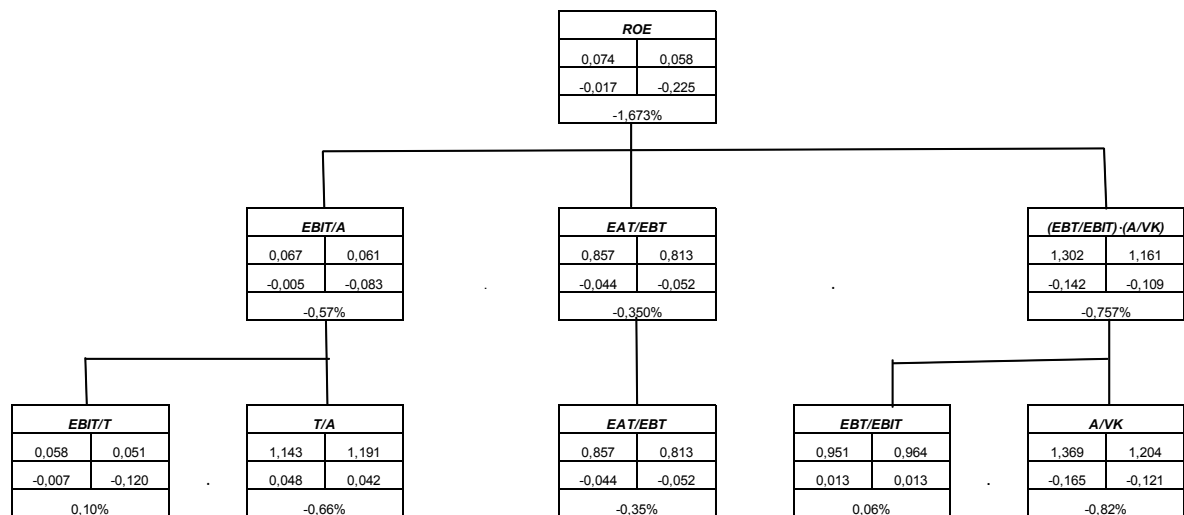 ROE
0,074 0,058
-0,017 -0,225
-1,673%
EBIT/A EAT/EBT (EBT/EBIT)·(A/VK)
0,067 0,061 0,857 0,813 1,302 1,161
-0,005 -0,083 . -0,044 -0,052 . -0,142 -0,109
-0,57% -0,350% -0,757%
EBIT/T T/A EAT/EBT EBT/EBIT A/VK
0,058 0,051 1,143 1,191 0,857 0,813 0,951 0,964 1,369 1,204
-0,007 -0,120 . 0,048 0,042 -0,044 -0,052 0,013 0,013 . -0,165 -0,121
0,10% -0,66% -0,35% 0,06% -0,82%